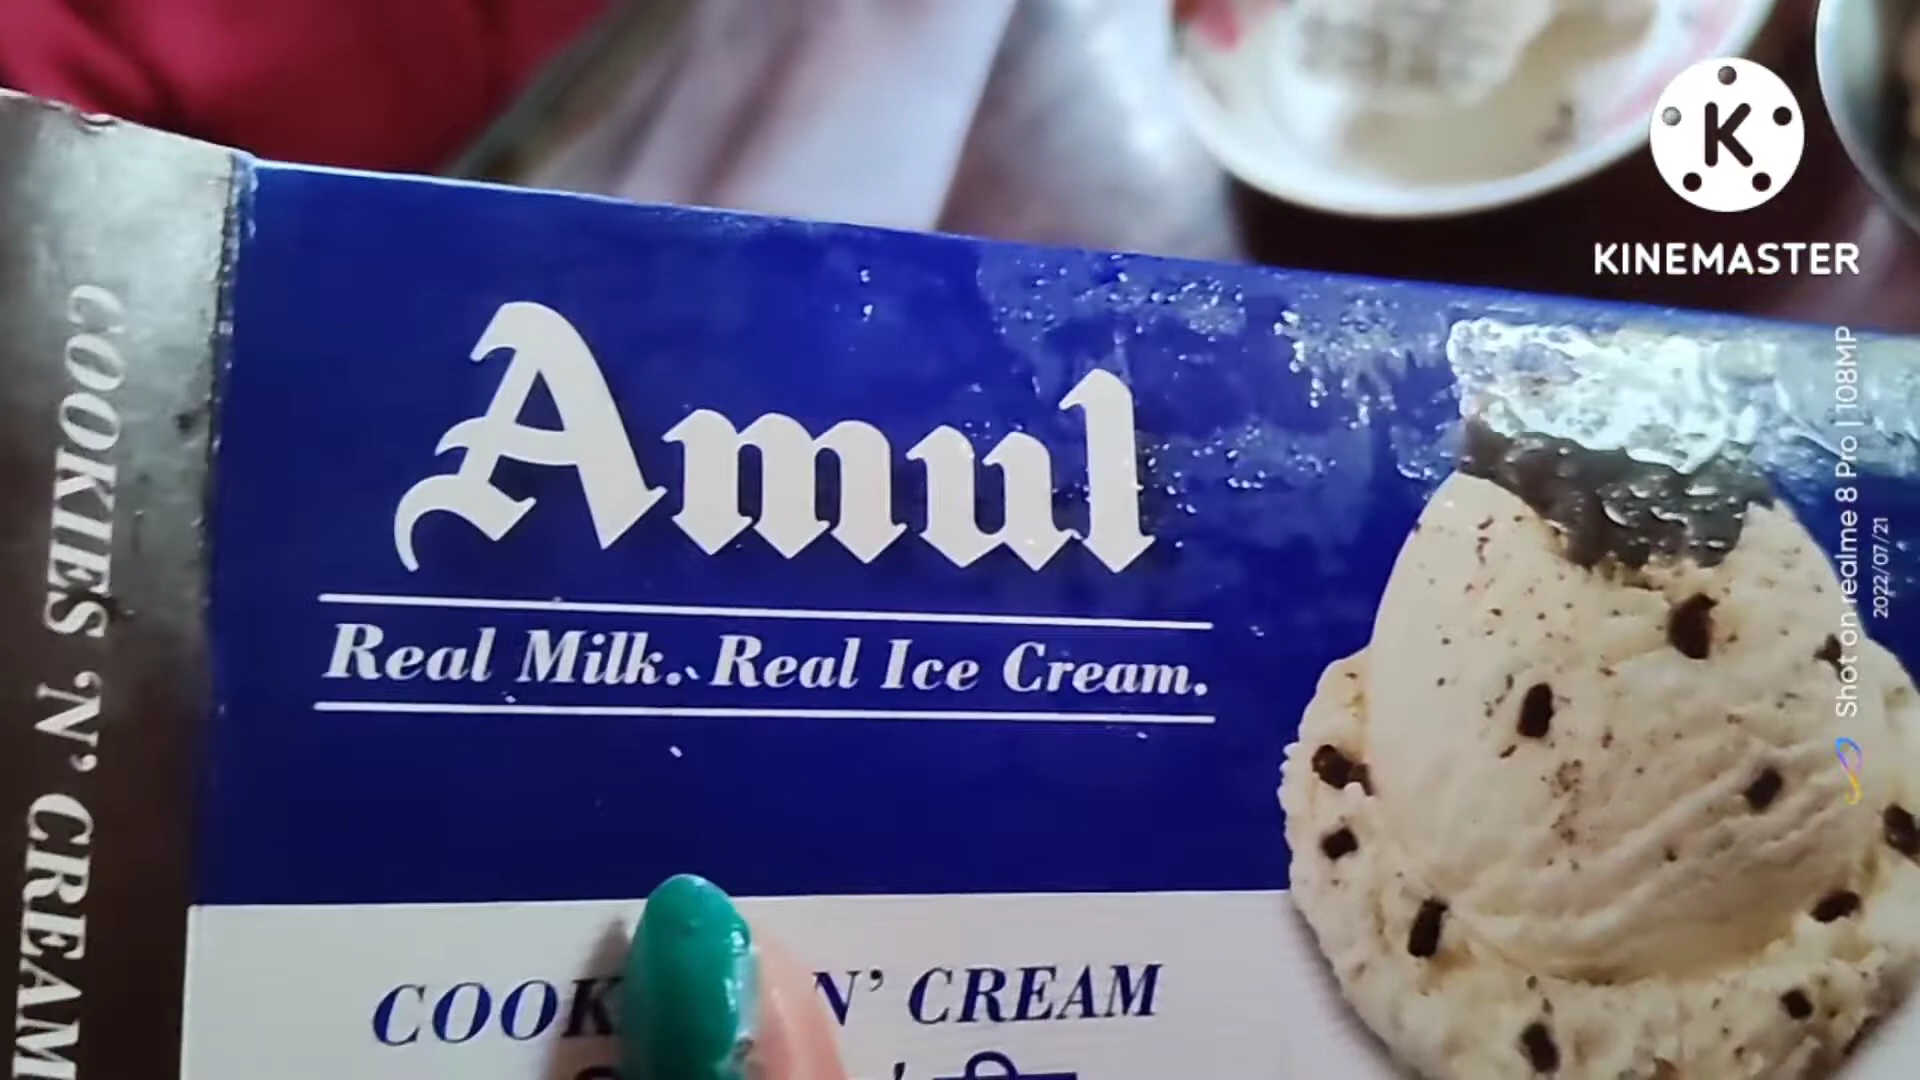 KINEMASTER
Amul
Real Milk. Real Ice Cream.
COOK N' CREAM
COOKIES 'N' CREAM
Shot on realme 8 Pro | 108MP
2022/07/21